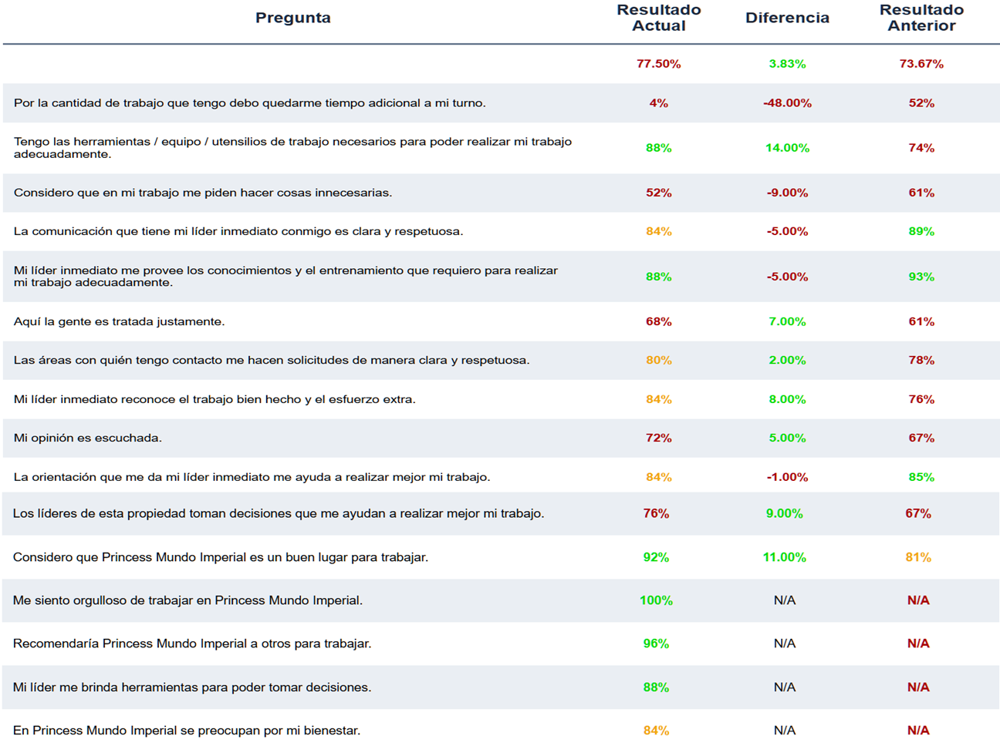 Pregunta Resultado Actual Diferencia Resultado Anterior
77.50% 3.83% 73.67%
Por la cantidad de trabajo que tengo debo quedarme tiempo adicional a mi turno. 4% -48.00% 52%
Tengo las herramientas / equipo / utensilios de trabajo necesarios para poder realizar mi trabajo
adecuadamente. 88% 14.00% 74%
Considero que en mi trabajo me piden hacer cosas innecesarias. 52% -9.00% 61%
La comunicación que tiene mi líder inmediato conmigo es clara y respetuosa. 84% -5.00% 89%
Mi líder inmediato me provee los conocimientos y el entrenamiento que requiero para realizar
mi trabajo adecuadamente. 88% -5.00% 93%
Aquí la gente es tratada justamente. 68% 7.00% 61%
Las áreas con quién tengo contacto me hacen solicitudes de manera clara y respetuosa. 80% 2.00% 78%
Mi líder inmediato reconoce el trabajo bien hecho y el esfuerzo extra. 84% 8.00% 76%
Mi opinión es escuchada. 72% 5.00% 67%
La orientación que me da mi líder inmediato me ayuda a realizar mejor mi trabajo. 84% -1.00% 85%
Los líderes de esta propiedad toman decisiones que me ayudan a realizar mejor mi trabajo. 76% 9.00% 67%
Considero que Princess Mundo Imperial es un buen lugar para trabajar. 92% 11.00% 81%
Me siento orgulloso de trabajar en Princess Mundo Imperial. 100% N/A N/A
Recomendaría Princess Mundo Imperial a otros para trabajar. 96% N/A N/A
Mi líder me brinda herramientas para poder tomar decisiones. 88% N/A N/A
En Princess Mundo Imperial se preocupan por mi bienestar. 84% N/A N/A